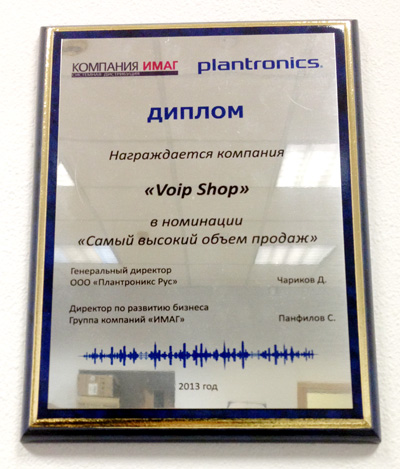 КОМПАНИЯ ИМАГ plantronics.
СИСТЕМНАЯ ДИСТРИБУЦИЯ
ДИПЛОМ
Награждается компания
«Voip Shop»
в номинации
«Самый высокий объем продаж»
Генеральный директор
ООО «Плантроникс Рус» Чариков Д.
Директор по развитию бизнеса
Группа компаний «ИМАГ» Панфилов С.
2013 год